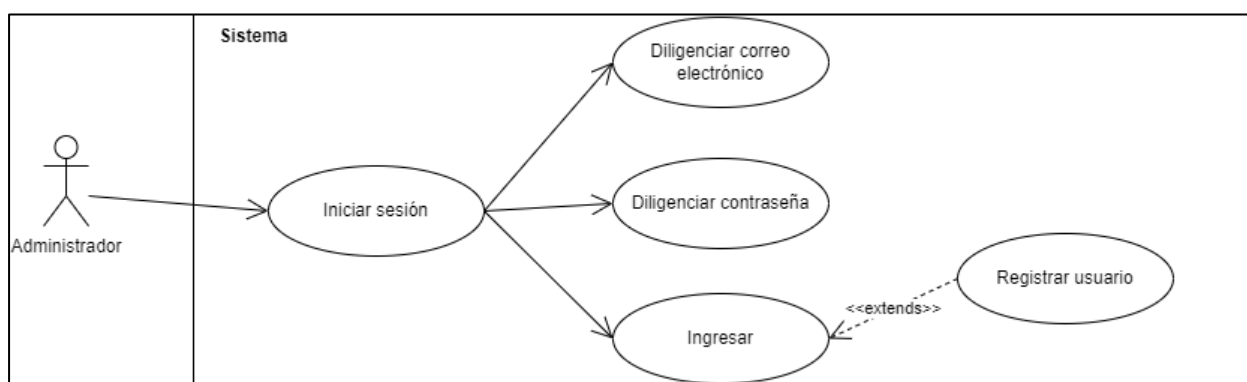 Sistema
Diligenciar correo
electrónico
Iniciar sesión
Diligenciar contraseña
Administrador
Registrar usuario
<<extends>>
Ingresar